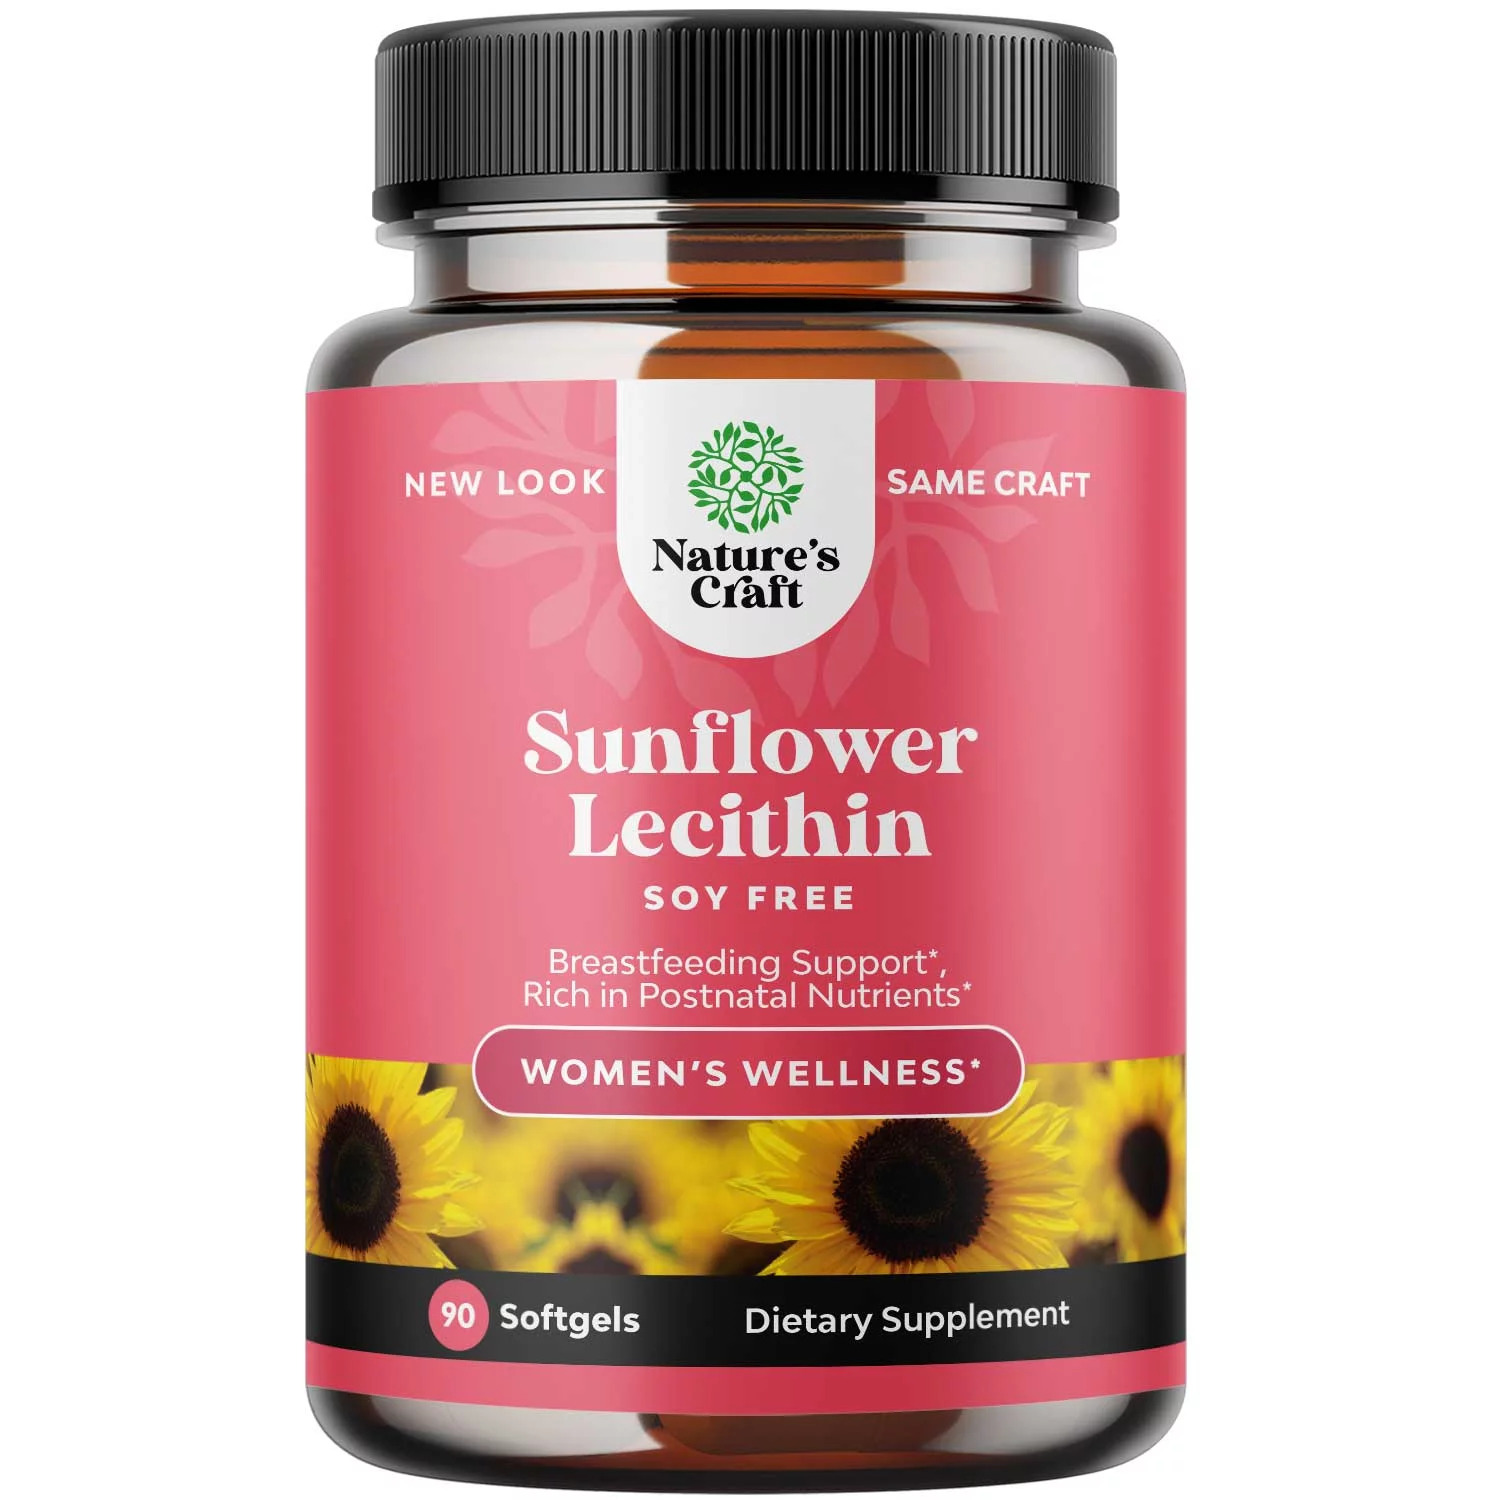 NEW LOOK
SAME CRAFT
Nature's
Craft
Sunflower
Lecithin
SOY FREE
Breastfeeding Support*,
Rich in Postnatal Nutrients*
WOMEN'S WELLNESS*
90 Softgels
Dietary Supplement